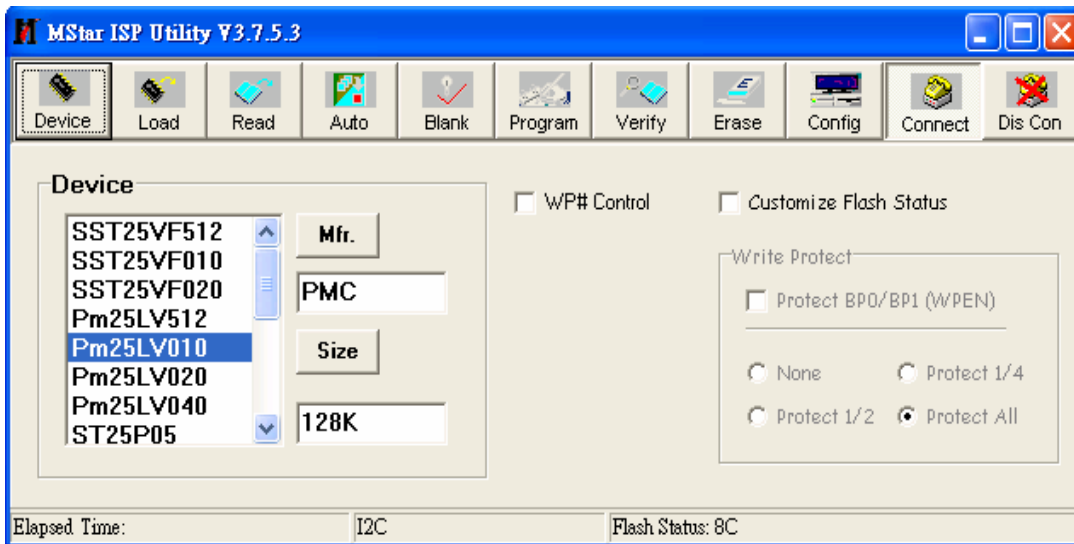 MStar ISP Utility V3.7.5.3
Device Load Read Auto Blank Program Verify Erase Config Connect Dis Con
Device
SST25VF512
SST25VF010
SST25VF020
Pm25LV512
Pm25LV010
Pm25LV020
Pm25LV040
ST25P05
Mfr.
PMC
Size
128K
WP# Control
Customize Flash Status
Write Protect
Protect BP0/BP1 (WPEN)
None Protect 1/4
Protect 1/2 Protect All
Elapsed Time: I2C Flash Status: 8C